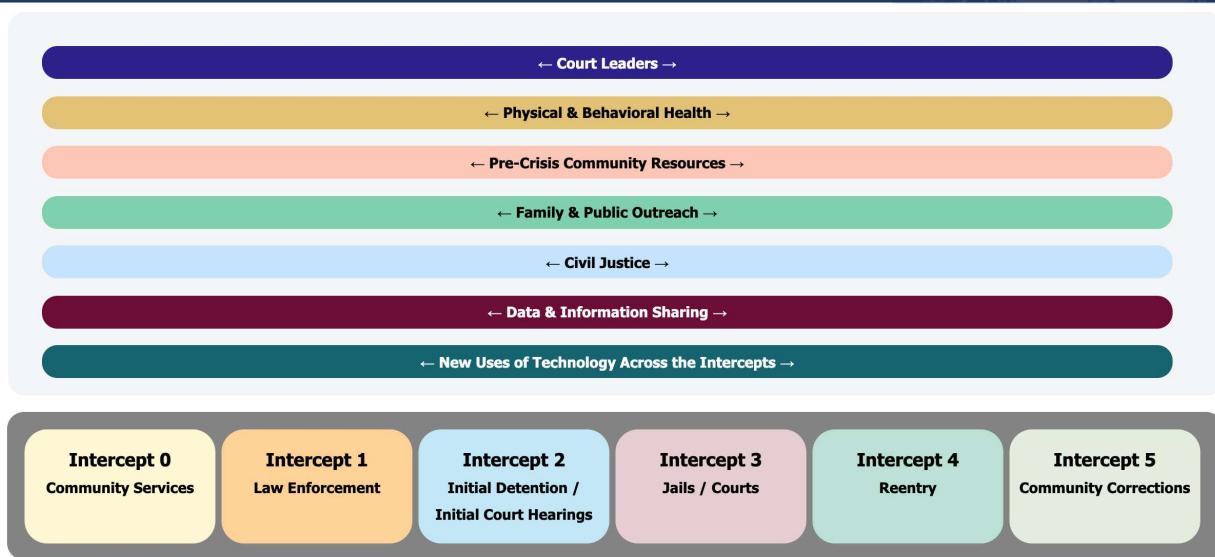 ← Court Leaders →
← Physical & Behavioral Health →
← Pre-Crisis Community Resources →
← Family & Public Outreach →
← Civil Justice →
← Data & Information Sharing →
← New Uses of Technology Across the Intercepts →
Intercept 0
Community Services
Intercept 1
Law Enforcement
Intercept 2
Initial Detention /
Initial Court Hearings
Intercept 3
Jails / Courts
Intercept 4
Reentry
Intercept 5
Community Corrections